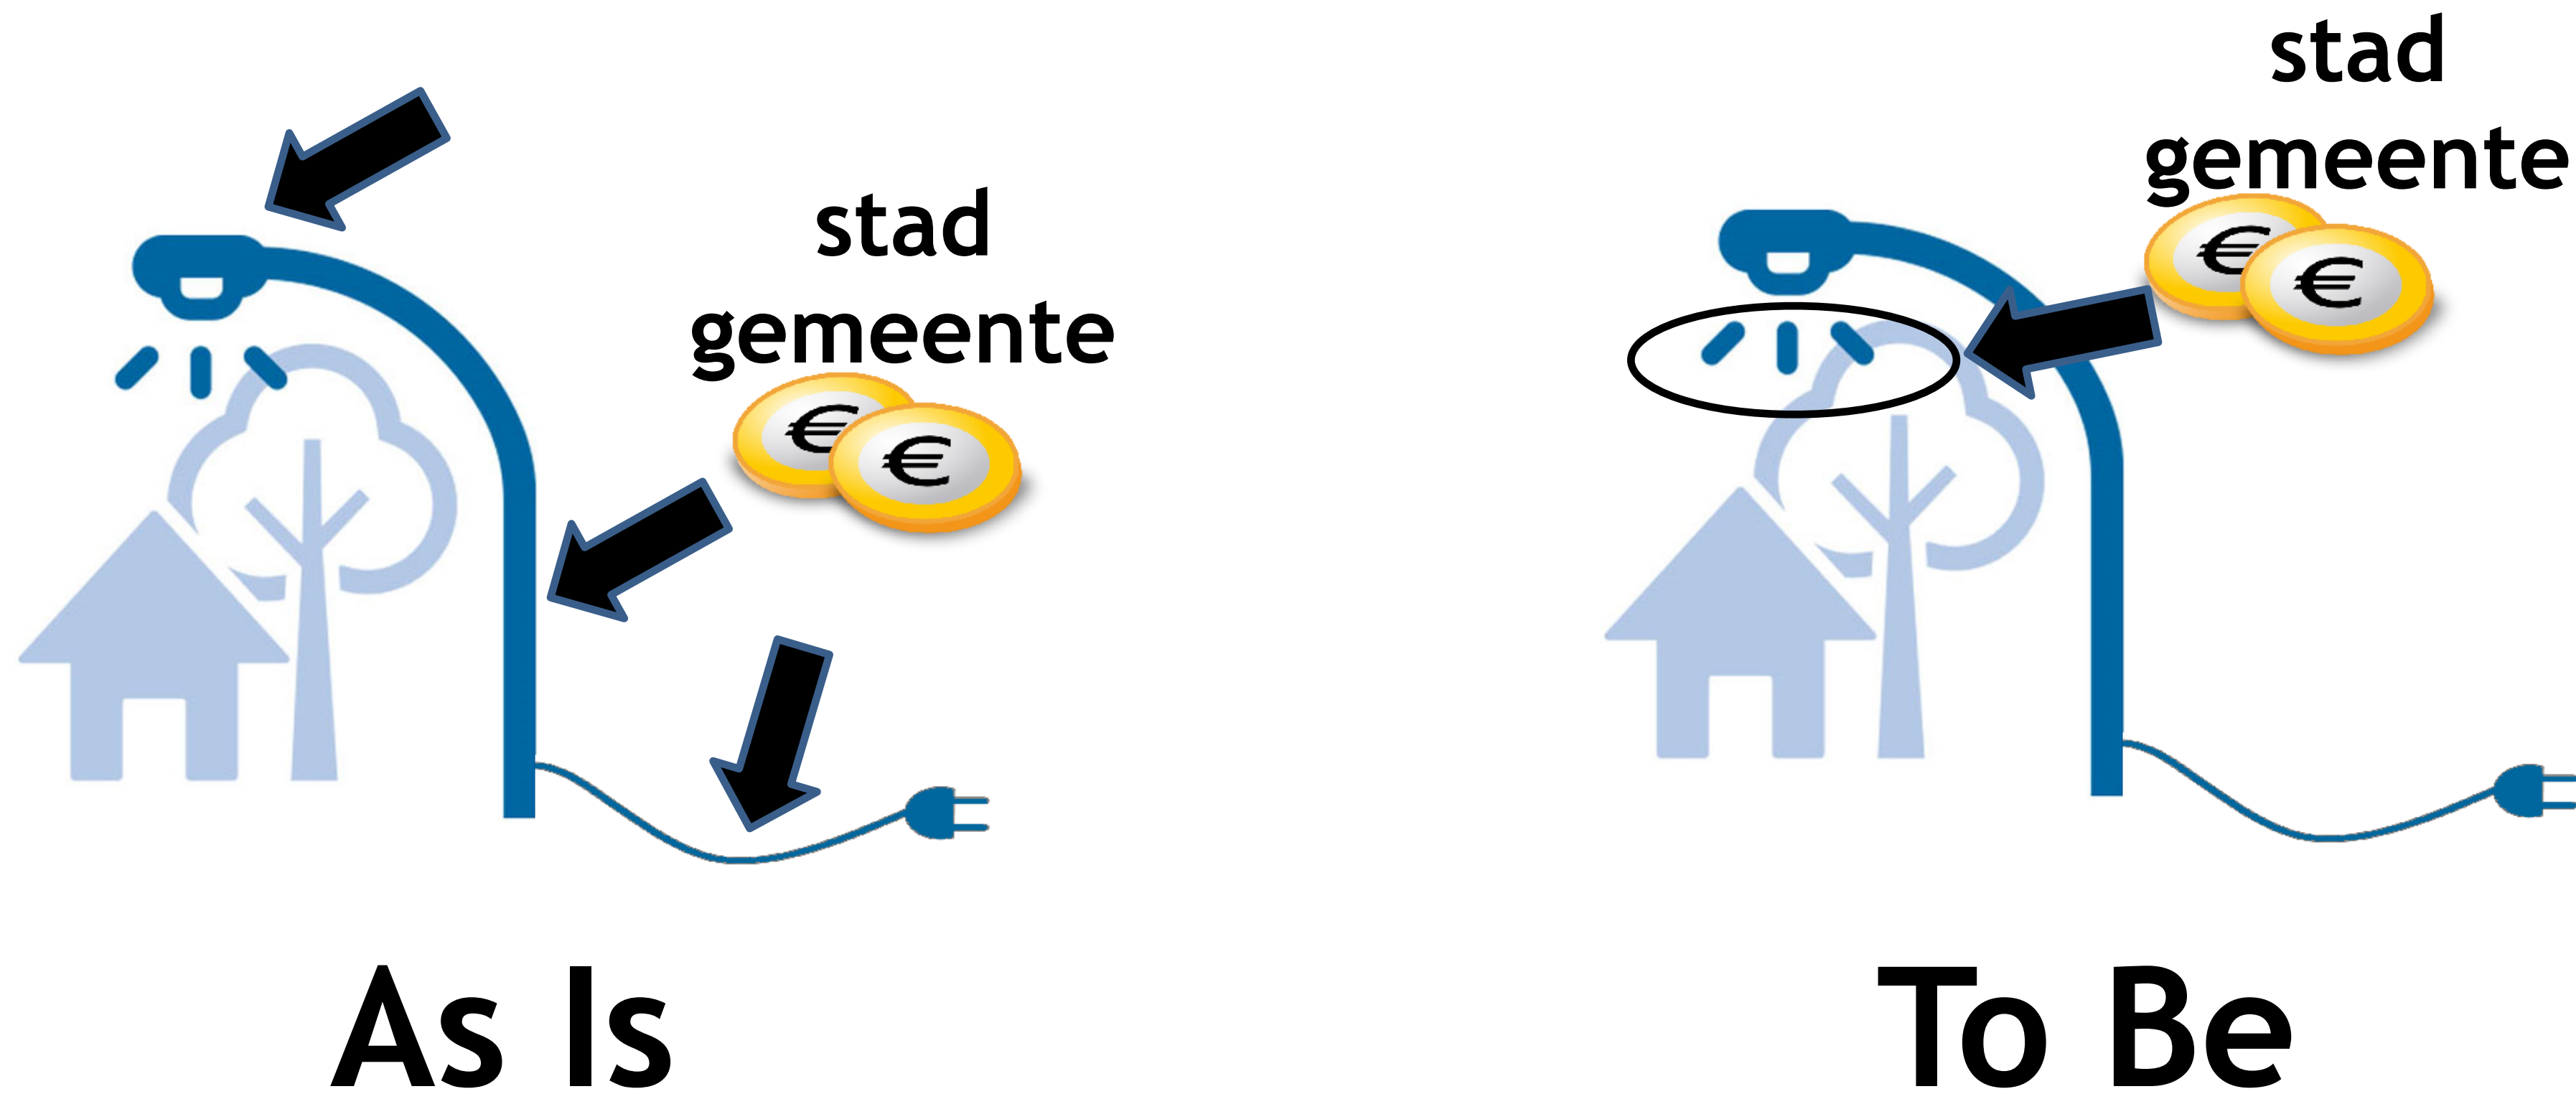 stad
gemeente
€ €
As Is
stad
gemeente
€ €
To Be